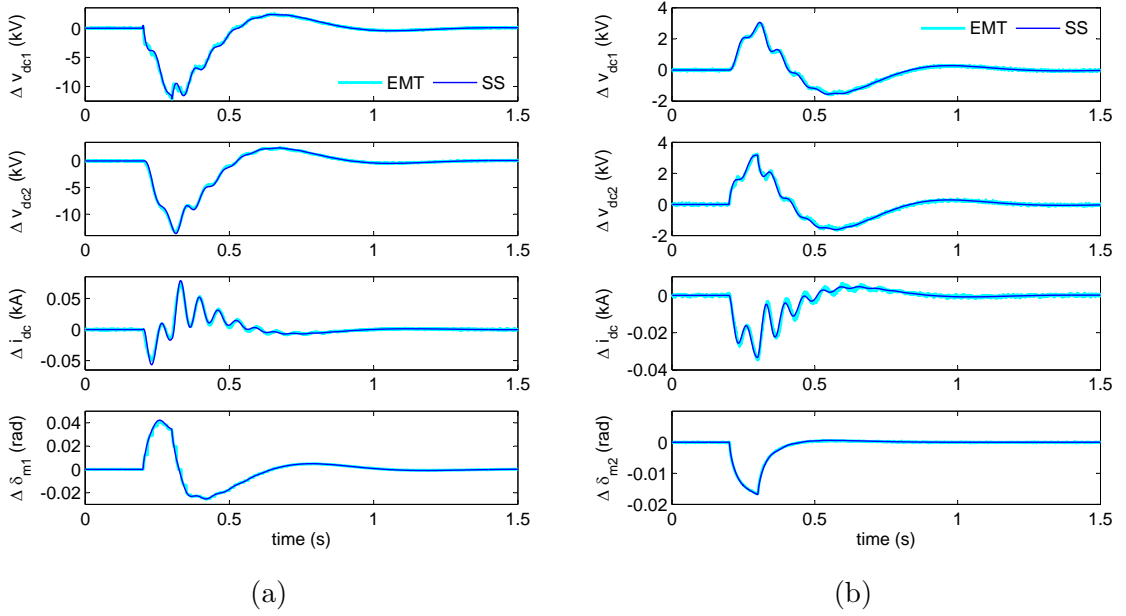 Δ v_dc1 (kV)
0
-5
-10
EMT SS
0 0.5 1 1.5
Δ v_dc2 (kV)
0
-5
-10
0 0.5 1 1.5
Δ i_dc (kA)
0.05
0
-0.05
0 0.5 1 1.5
Δ δ_m1 (rad)
0.04
0
-0.02
0 0.5 1 1.5
time (s)
(a)
Δ v_dc1 (kV)
4
2
0
-2
EMT SS
0 0.5 1 1.5
Δ v_dc2 (kV)
4
2
0
-2
0 0.5 1 1.5
Δ i_dc (kA)
0
-0.02
-0.04
0 0.5 1 1.5
Δ δ_m2 (rad)
0
-0.01
-0.02
0 0.5 1 1.5
time (s)
(b)